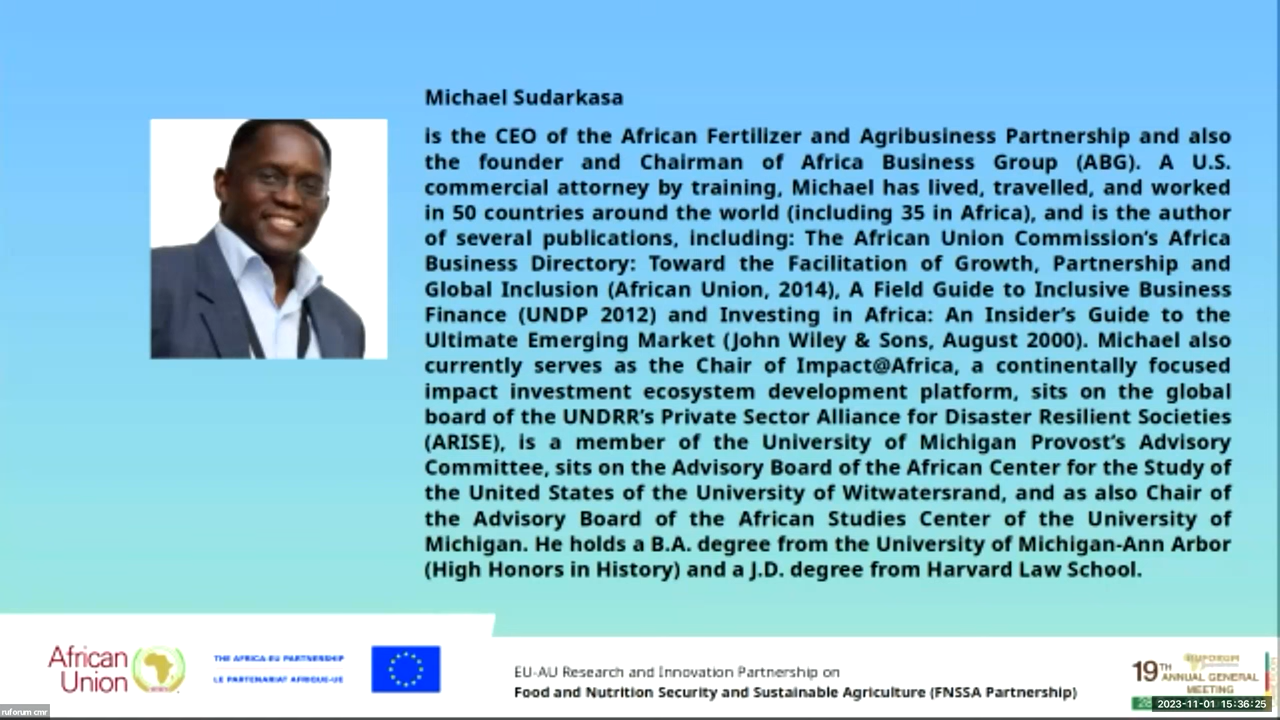 Michael Sudarkasa
is the CEO of the African Fertilizer and Agribusiness Partnership and also
the founder and Chairman of Africa Business Group (ABG). A U.S.
commercial attorney by training, Michael has lived, travelled, and worked
in 50 countries around the world (including 35 in Africa), and is the author
of several publications, including: The African Union Commission's Africa
Business Directory: Toward the Facilitation of Growth, Partnership and
Global Inclusion (African Union, 2014), A Field Guide to Inclusive Business
Finance (UNDP 2012) and Investing in Africa: An Insider's Guide to the
Ultimate Emerging Market (John Wiley & Sons, August 2000). Michael also
currently serves as the Chair of Impact@Africa, a continentally focused
impact investment ecosystem development platform, sits on the global
board of the UNDRR's Private Sector Alliance for Disaster Resilient Societies
(ARISE), is a member of the University of Michigan Provost's Advisory
Committee, sits on the Advisory Board of the African Center for the Study of
the United States of the University of Witwatersrand, and as also Chair of
the Advisory Board of the African Studies Center of the University of
Michigan. He holds a B.A. degree from the University of Michigan-Ann Arbor
(High Honors in History) and a J.D. degree from Harvard Law School.
African
Union
THE AFRICA-EU PARTNERSHIP
LE PARTENARIAT AFRIQUE-UE
EU-AU Research and Innovation Partnership on
Food and Nutrition Security and Sustainable Agriculture (FNSSA Partnership)
RUFORUM
19TH ANNUAL GENERAL
MEETING
2023-11-01 15:36:25
ruforum cmr